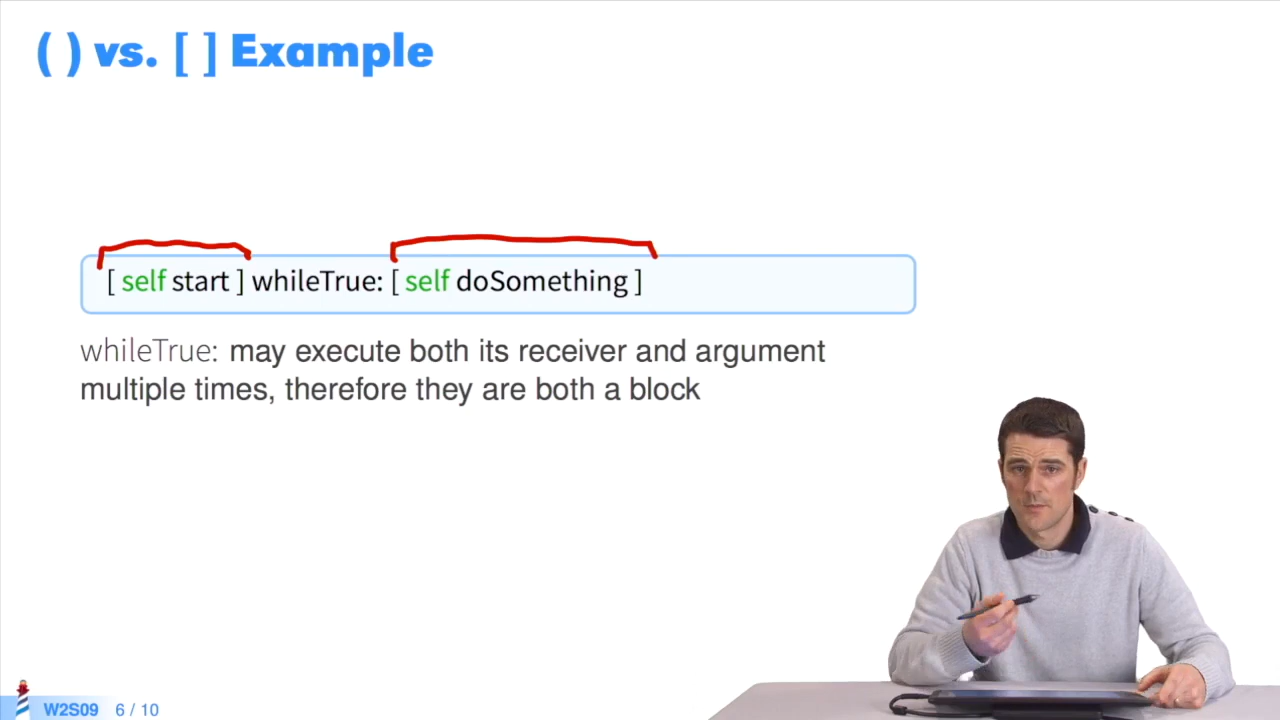 ( ) vs. [ ] Example
[ self start ] whileTrue: [ self doSomething ]
whileTrue: may execute both its receiver and argument
multiple times, therefore they are both a block
W2S09 6 / 10